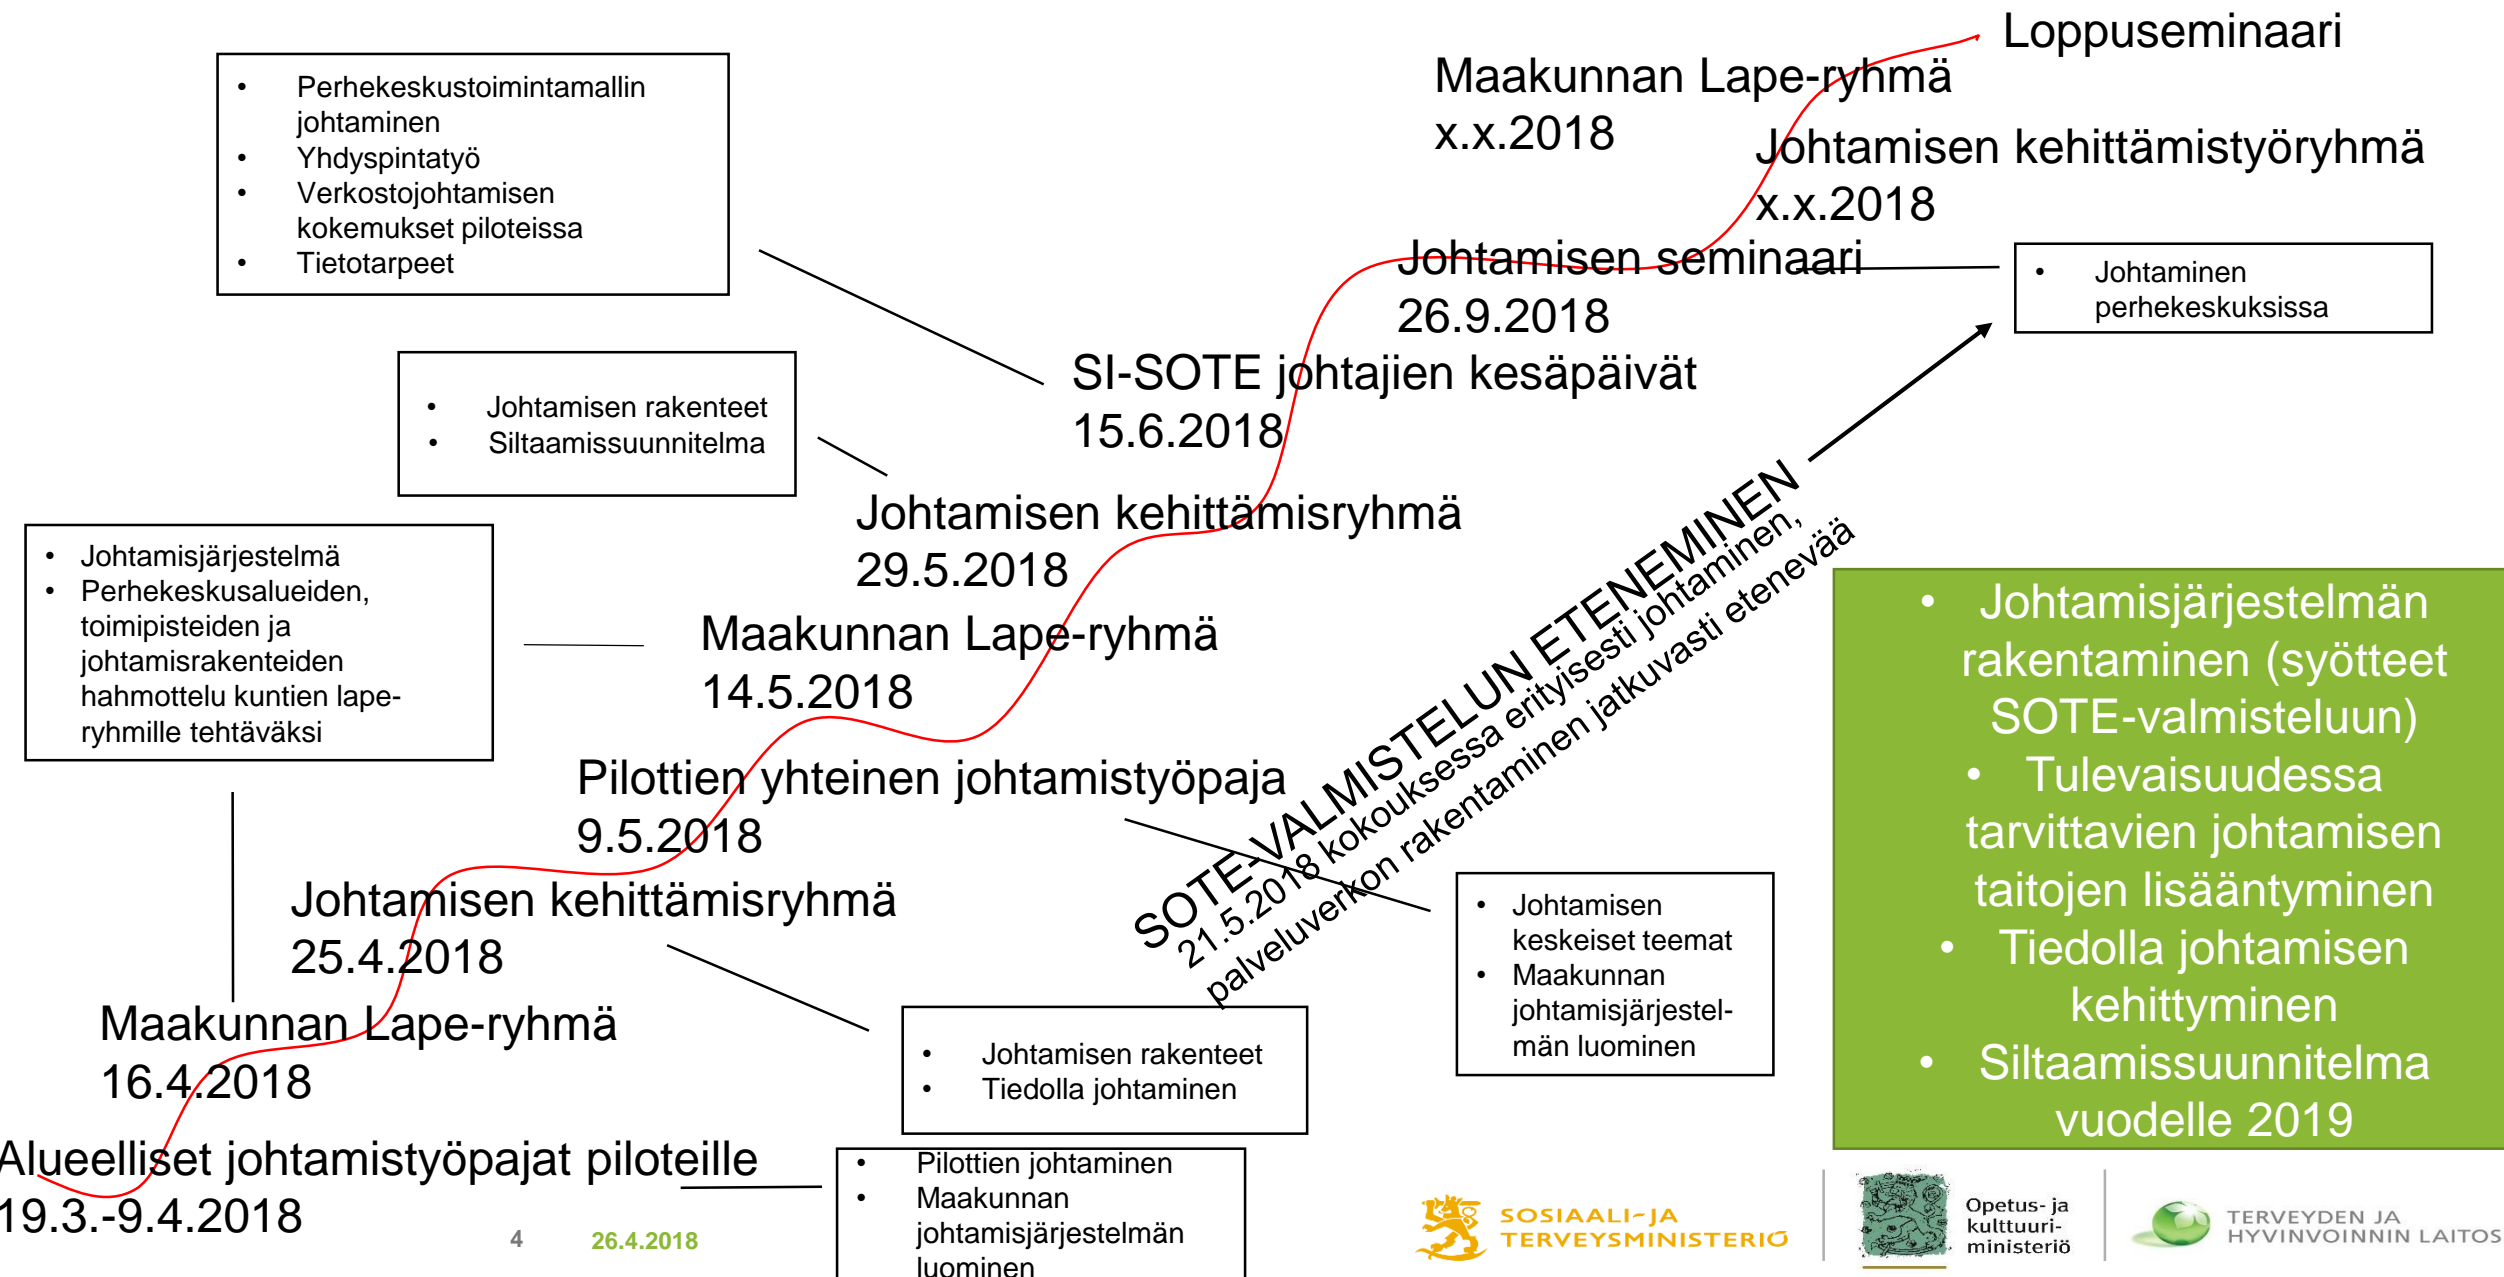 Loppuseminaari
Maakunnan Lape-ryhmä
x.x.2018
Johtamisen kehittämistyöryhmä
x.x.2018
• Perhekeskustoimintamallin
johtaminen
• Yhdyspintatyö
• Verkostojohtamisen
kokemukset piloteissa
• Tietotarpeet
Johtamisen seminaari
26.9.2018
• Johtaminen
perhekeskuksissa
SI-SOTE johtajien kesäpäivät
15.6.2018
• Johtamisen rakenteet
• Siltaamissuunnitelma
Johtamisen kehittämisryhmä
29.5.2018
• Johtamisjärjestelmä
• Perhekeskusalueiden,
toimipisteiden ja
johtamisrakenteiden
hahmottelu kuntien lape-
ryhmille tehtäväksi
Maakunnan Lape-ryhmä
14.5.2018
SOTE-VALMISTELUN ETENEMINEN
21.5.2018 kokouksessa erityisesti johtaminen,
palveluverkon rakentaminen jatkuvasti etenevää
• Johtamisjärjestelmän
rakentaminen (syötteet
SOTE-valmisteluun)
• Tulevaisuudessa
tarvittavien johtamisen
taitojen lisääntyminen
• Tiedolla johtamisen
kehittyminen
• Siltaamissuunnitelma
vuodelle 2019
Pilottien yhteinen johtamistyöpaja
9.5.2018
• Johtamisen
keskeiset teemat
• Maakunnan
johtamisjärjestel-
män luominen
Johtamisen kehittämisryhmä
25.4.2018
• Johtamisen rakenteet
• Tiedolla johtaminen
Maakunnan Lape-ryhmä
16.4.2018
Alueelliset johtamistyöpajat piloteille
19.3.-9.4.2018
• Pilottien johtaminen
• Maakunnan
johtamisjärjestelmän
luominen
4 26.4.2018
SOSIAALI- JA
TERVEYSMINISTERIÖ
Opetus- ja
kulttuuri-
ministeriö
TERVEYDEN JA
HYVINVOINNIN LAITOS